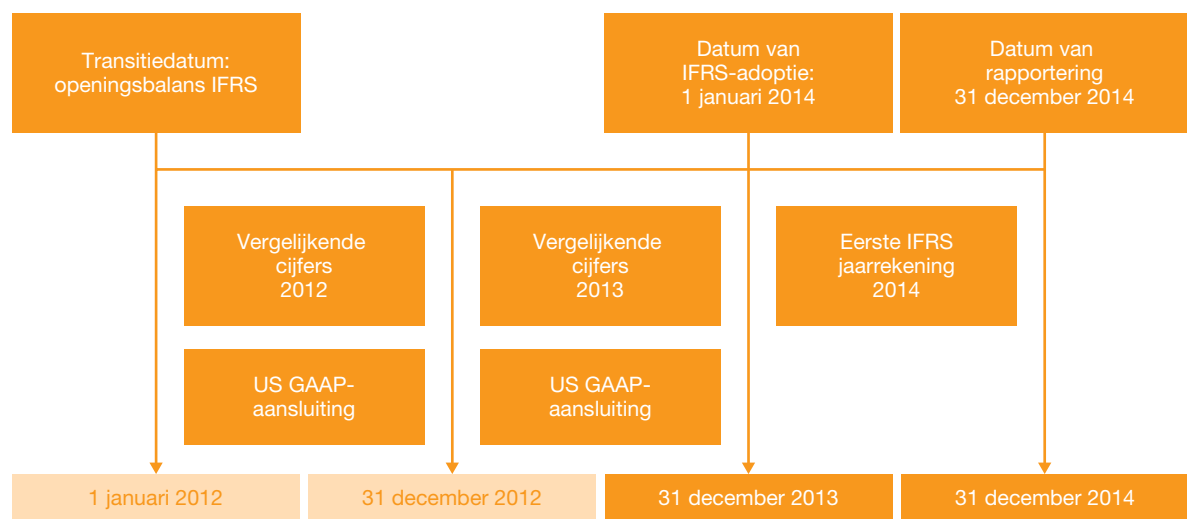 Transitiedatum:
openingsbalans IFRS
Datum van
IFRS-adoptie:
1 januari 2014
Datum van
rapportering
31 december 2014
Vergelijkende
cijfers
2012
Vergelijkende
cijfers
2013
Eerste IFRS
jaarrekening
2014
US GAAP-
aansluiting
US GAAP-
aansluiting
1 januari 2012
31 december 2012
31 december 2013
31 december 2014